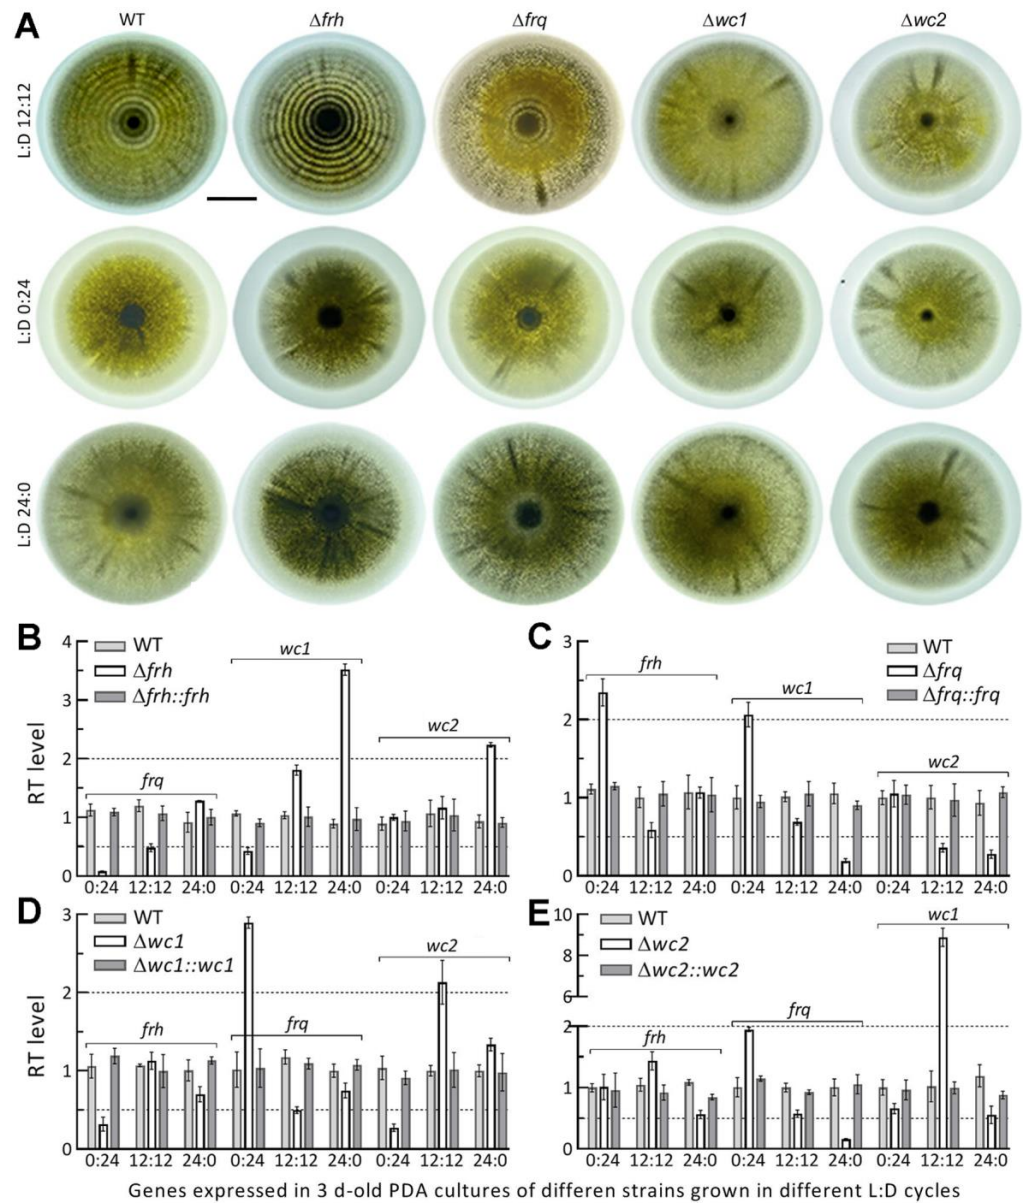 A
WT Δfrh Δfrq Δwc1 Δwc2
L:D 12:12
L:D 0:24
L:D 24:0
B
4
3
2
1
0
RT level
WT
Δfrh
Δfrh::frh
frq
wc1
wc2
0:24 12:12 24:0 0:24 12:12 24:0 0:24 12:12 24:0
C
3
2
1
0
WT
Δfrq
Δfrq::frq
frh
wc1
wc2
0:24 12:12 24:0 0:24 12:12 24:0 0:24 12:12 24:0
D
3
2
1
0
RT level
WT
Δwc1
Δwc1::wc1
frh
frq
wc2
0:24 12:12 24:0 0:24 12:12 24:0 0:24 12:12 24:0
E
10
8
6
2
1
0
WT
Δwc2
Δwc2::wc2
frh
frq
wc1
0:24 12:12 24:0 0:24 12:12 24:0 0:24 12:12 24:0
Genes expressed in 3 d-old PDA cultures of differen strains grown in different L:D cycles